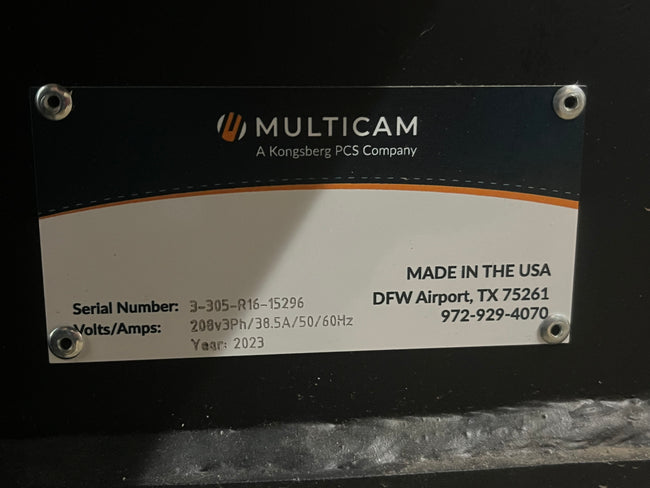 MULTICAM
A Kongsberg PCS Company
MADE IN THE USA
DFW Airport, TX 75261
972-929-4070
Serial Number: 3-305-R16-15296
Volts/Amps: 208v3Ph/38.5A/50/60Hz
Year: 2023